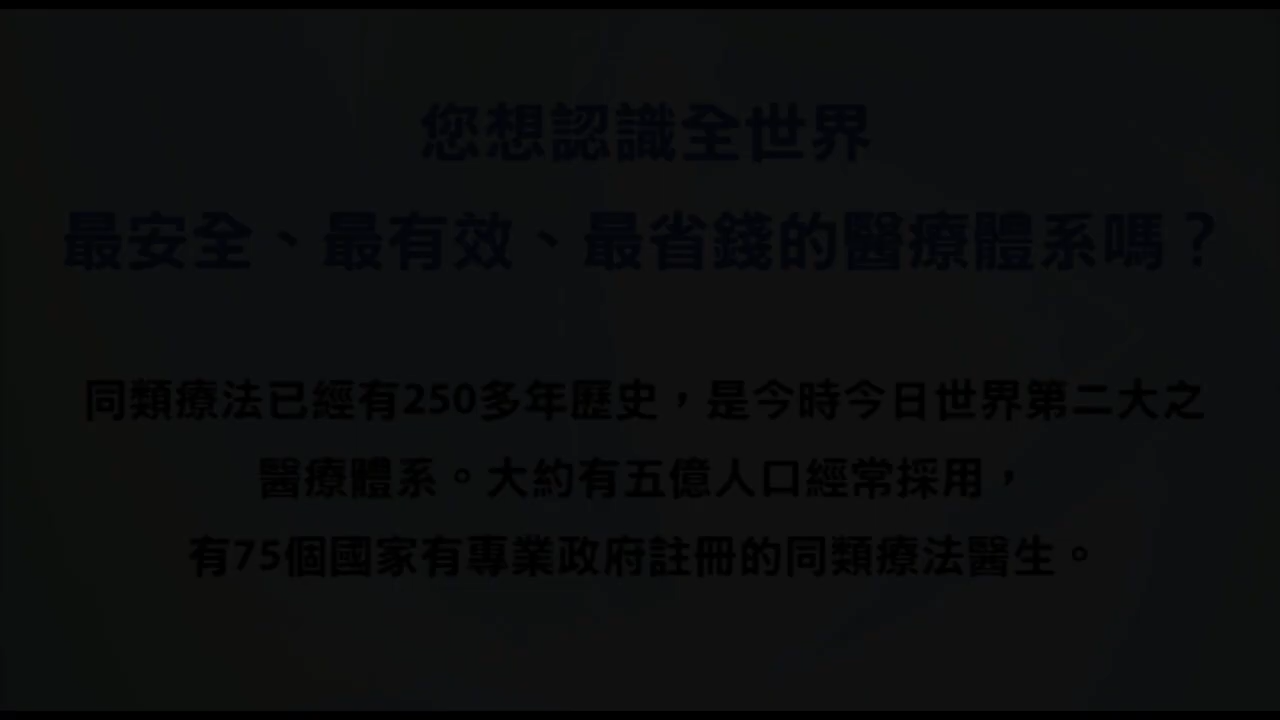 您想認識全世界
最安全、最有效、最省錢的醫療體系嗎？
同類療法已經有250多年歷史，是今時今日世界第二大之
醫療體系。大約有五億人口經常採用，
有75個國家有專業政府註冊的同類療法醫生。